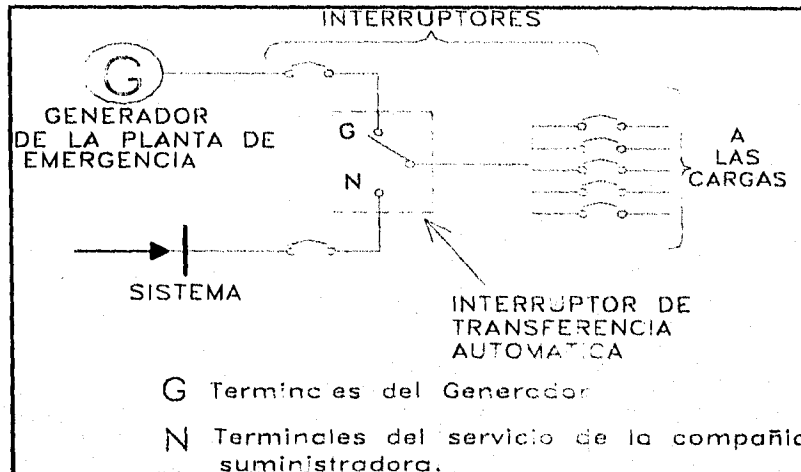 INTERRUPTORES
G
GENERADOR
DE LA PLANTA DE
EMERGENCIA
G
N
A
LAS
CARGAS
SISTEMA
INTERRUPTOR DE
TRANSFERENCIA
AUTOMATICA
G Terminales del Generador
N Terminales del servicio de la compañia
suministradora.